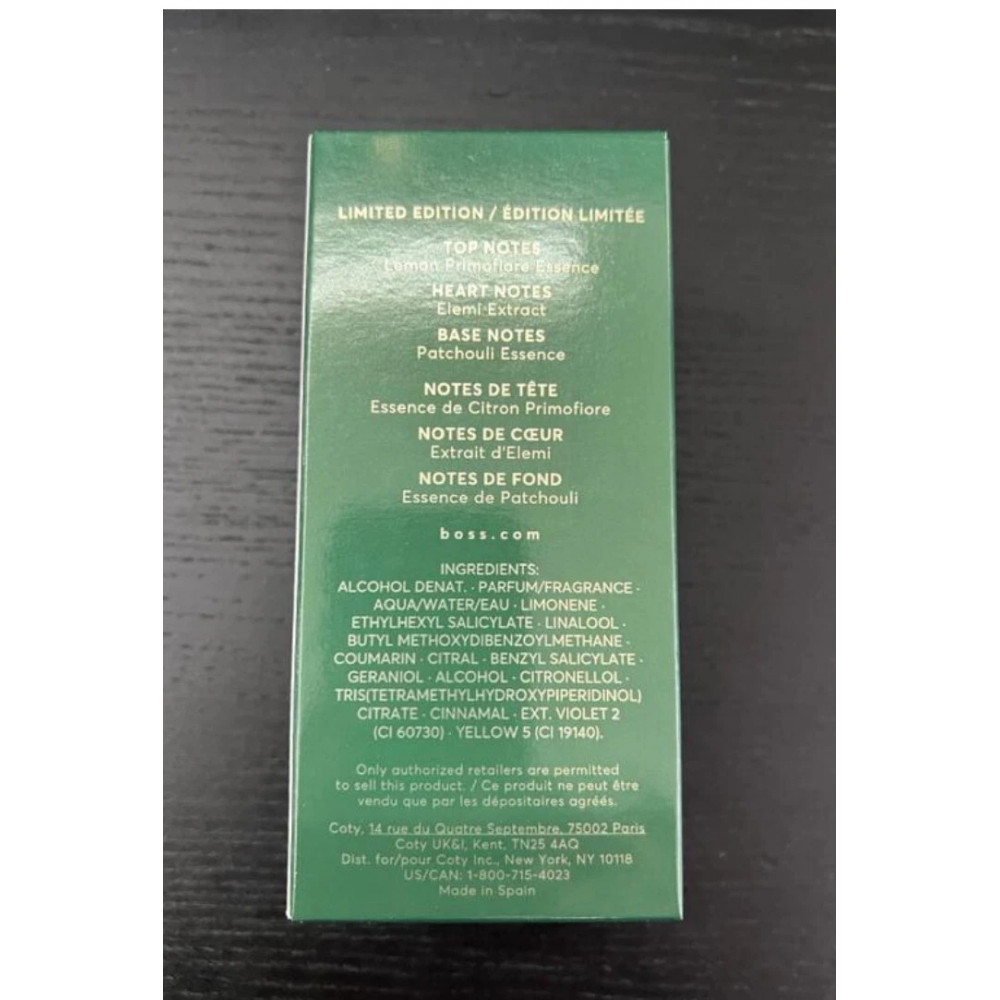 LIMITED EDITION / ÉDITION LIMITÉE
TOP NOTES
Lemon Primofiore Essence
HEART NOTES
Elemi Extract
BASE NOTES
Patchouli Essence
NOTES DE TÊTE
Essence de Citron Primofiore
NOTES DE CŒUR
Extrait d'Elemi
NOTES DE FOND
Essence de Patchouli
boss.com
INGREDIENTS:
ALCOHOL DENAT. · PARFUM/FRAGRANCE ·
AQUA/WATER/EAU · LIMONENE ·
ETHYLHEXYL SALICYLATE · LINALOOL ·
BUTYL METHOXYDIBENZOYLMETHANE ·
COUMARIN · CITRAL · BENZYL SALICYLATE ·
GERANIOL · ALCOHOL · CITRONELLOL ·
TRIS(TETRAMETHYLHYDROXYPIPERIDINOL)
CITRATE · CINNAMAL · EXT. VIOLET 2
(CI 60730) · YELLOW 5 (CI 19140).
Only authorized retailers are permitted
to sell this product. / Ce produit ne peut être
vendu que par les dépositaires agréés.
Coty, 14 rue du Quatre Septembre, 75002 Paris
Coty UK&I, Kent, TN25 4AQ
Dist. for/pour Coty Inc., New York, NY 10118
US/CAN: 1-800-715-4023
Made in Spain